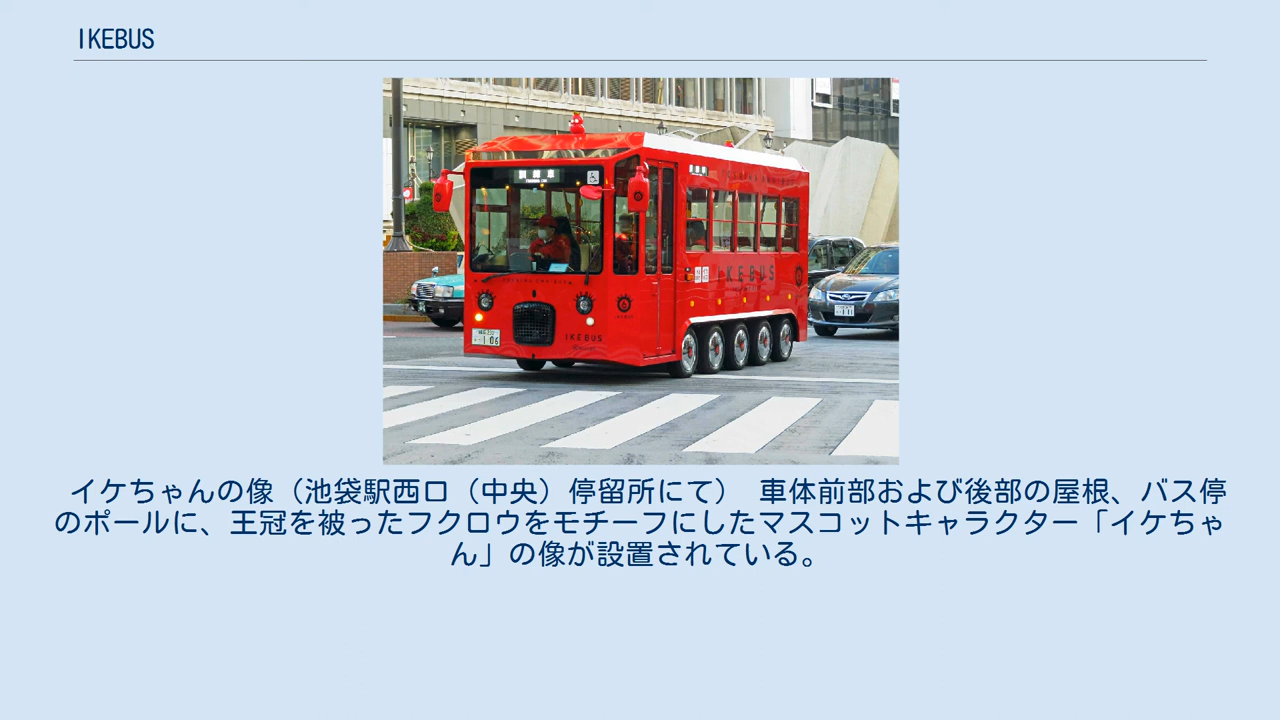 IKEBUS
IKEBUS
IKEBUS
106
イケちゃんの像（池袋駅西口（中央）停留所にて）　車体前部および後部の屋根、バス停
のポールに、王冠を被ったフクロウをモチーフにしたマスコットキャラクター「イケちゃ
ん」の像が設置されている。